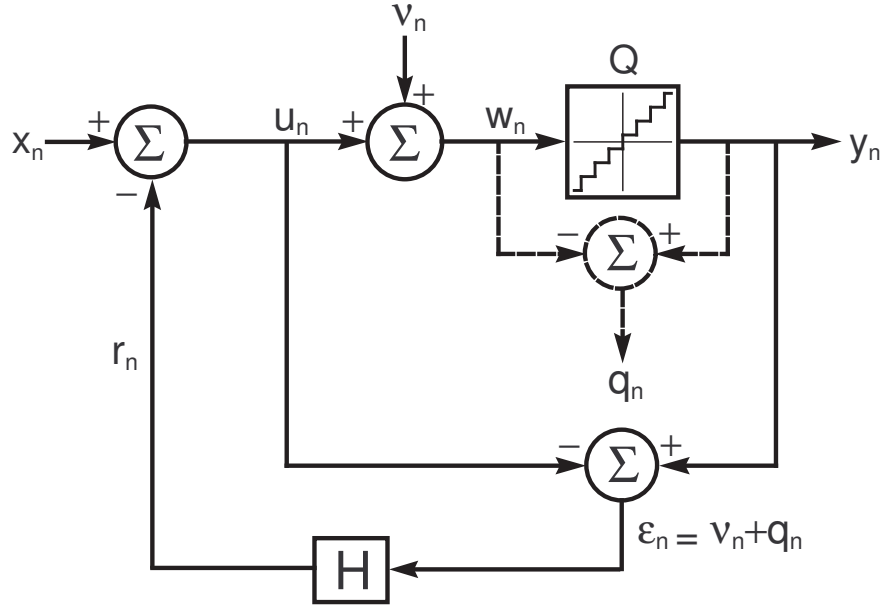 νₙ
Q
xₙ + Σ uₙ + + Σ wₙ yₙ
−
− Σ +
rₙ
qₙ
− Σ +
εₙ = νₙ+qₙ
H